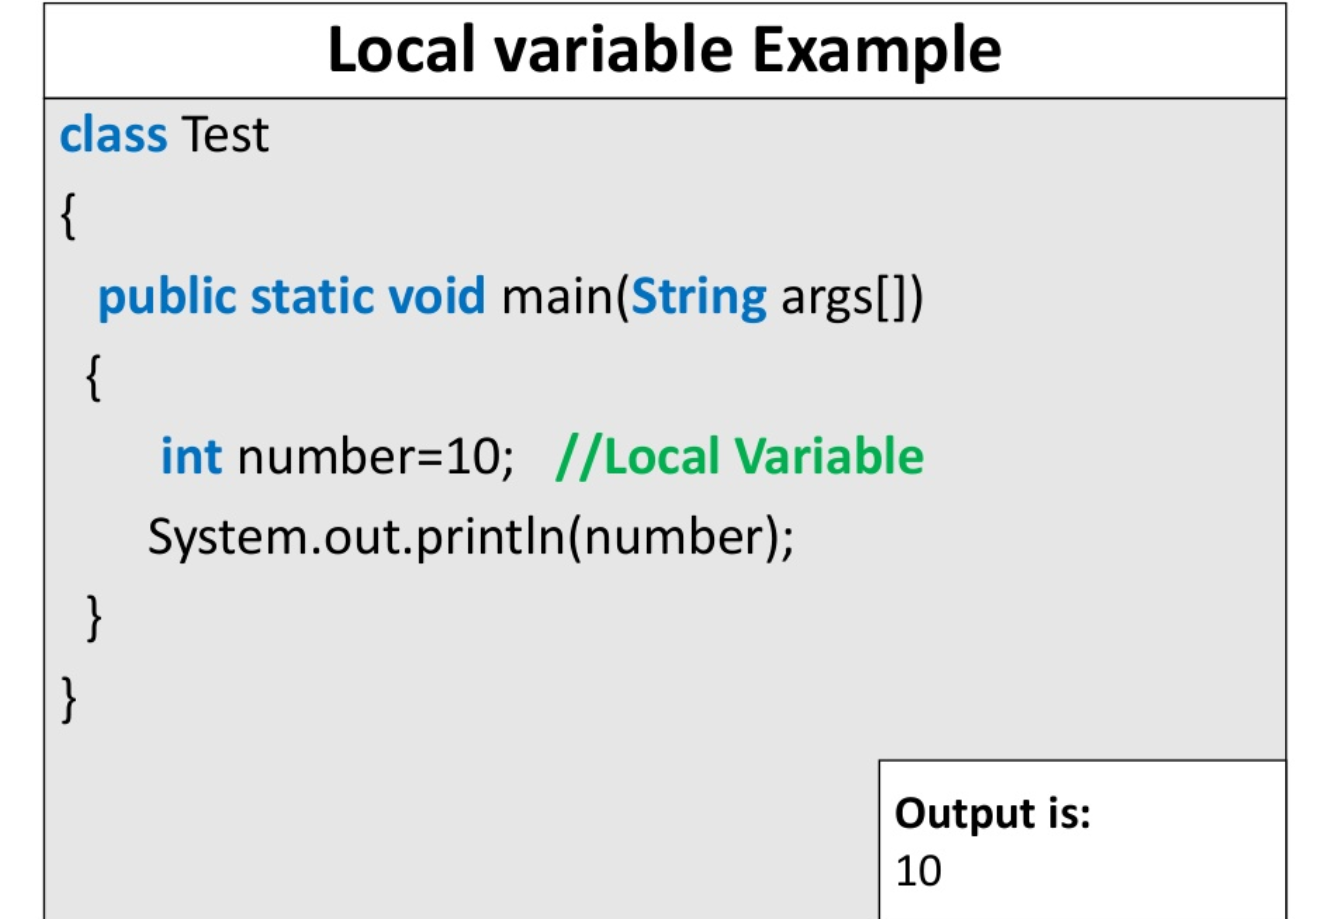 Local variable Example
class Test
{
public static void main(String args[])
{
int number=10; //Local Variable
System.out.println(number);
}
}
Output is:
10